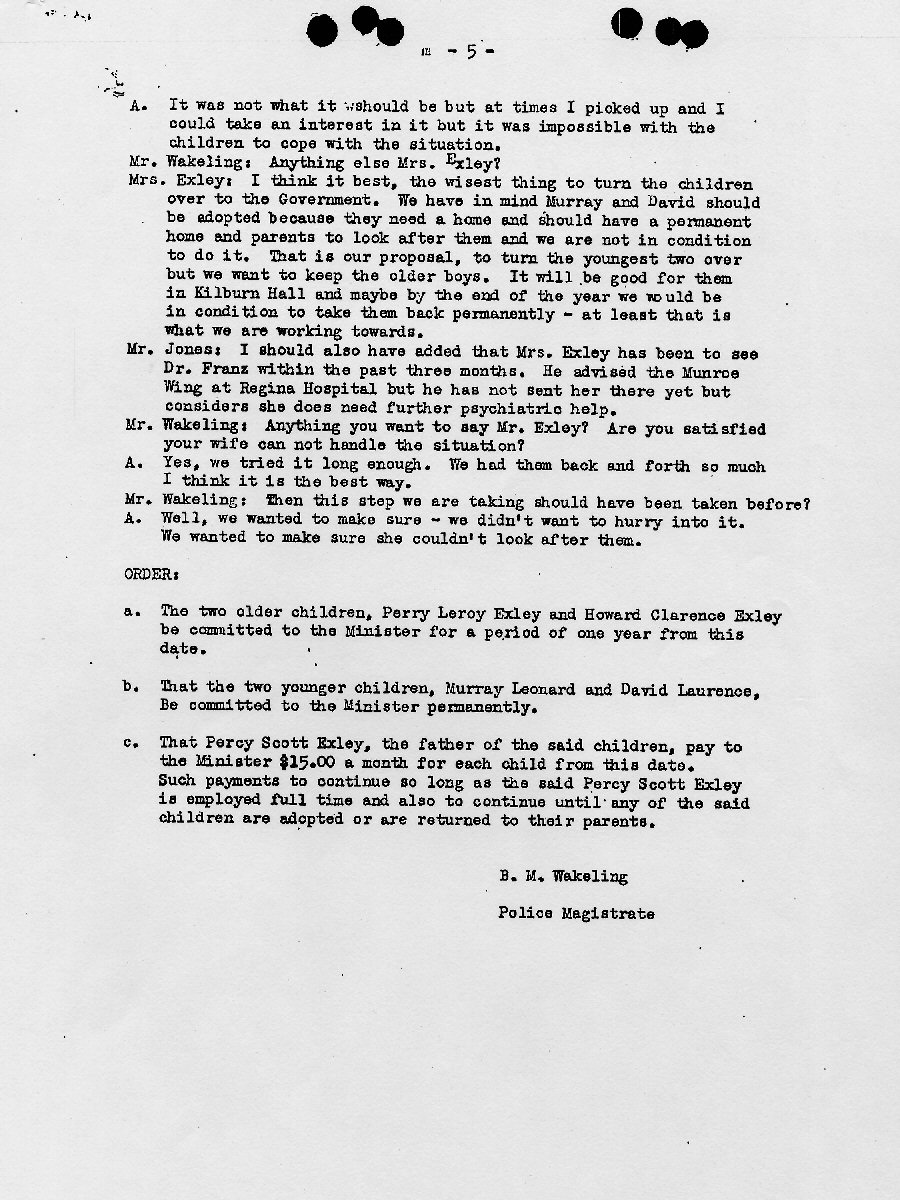 - 5 -
A. It was not what it wshould be but at times I picked up and I
could take an interest in it but it was impossible with the
children to cope with the situation.
Mr. Wakeling: Anything else Mrs. Exley?
Mrs. Exley: I think it best, the wisest thing to turn the children
over to the Government. We have in mind Murray and David should
be adopted because they need a home and should have a permanent
home and parents to look after them and we are not in condition
to do it. That is our proposal, to turn the youngest two over
but we want to keep the older boys. It will be good for them
in Kilburn Hall and maybe by the end of the year we would be
in condition to take them back permanently - at least that is
what we are working towards.
Mr. Jones: I should also have added that Mrs. Exley has been to see
Dr. Franz within the past three months. He advised the Munroe
Wing at Regina Hospital but he has not sent her there yet but
considers she does need further psychiatric help.
Mr. Wakeling: Anything you want to say Mr. Exley? Are you satisfied
your wife can not handle the situation?
A. Yes, we tried it long enough. We had them back and forth so much
I think it is the best way.
Mr. Wakeling: Then this step we are taking should have been taken before?
A. Well, we wanted to make sure - we didn't want to hurry into it.
We wanted to make sure she couldn't look after them.
ORDER:
a. The two older children, Perry Leroy Exley and Howard Clarence Exley
be committed to the Minister for a period of one year from this
date.
b. That the two younger children, Murray Leonard and David Laurence,
Be committed to the Minister permanently.
c. That Percy Scott Exley, the father of the said children, pay to
the Minister $15.00 a month for each child from this date.
Such payments to continue so long as the said Percy Scott Exley
is employed full time and also to continue until any of the said
children are adopted or are returned to their parents.
B. M. Wakeling
Police Magistrate